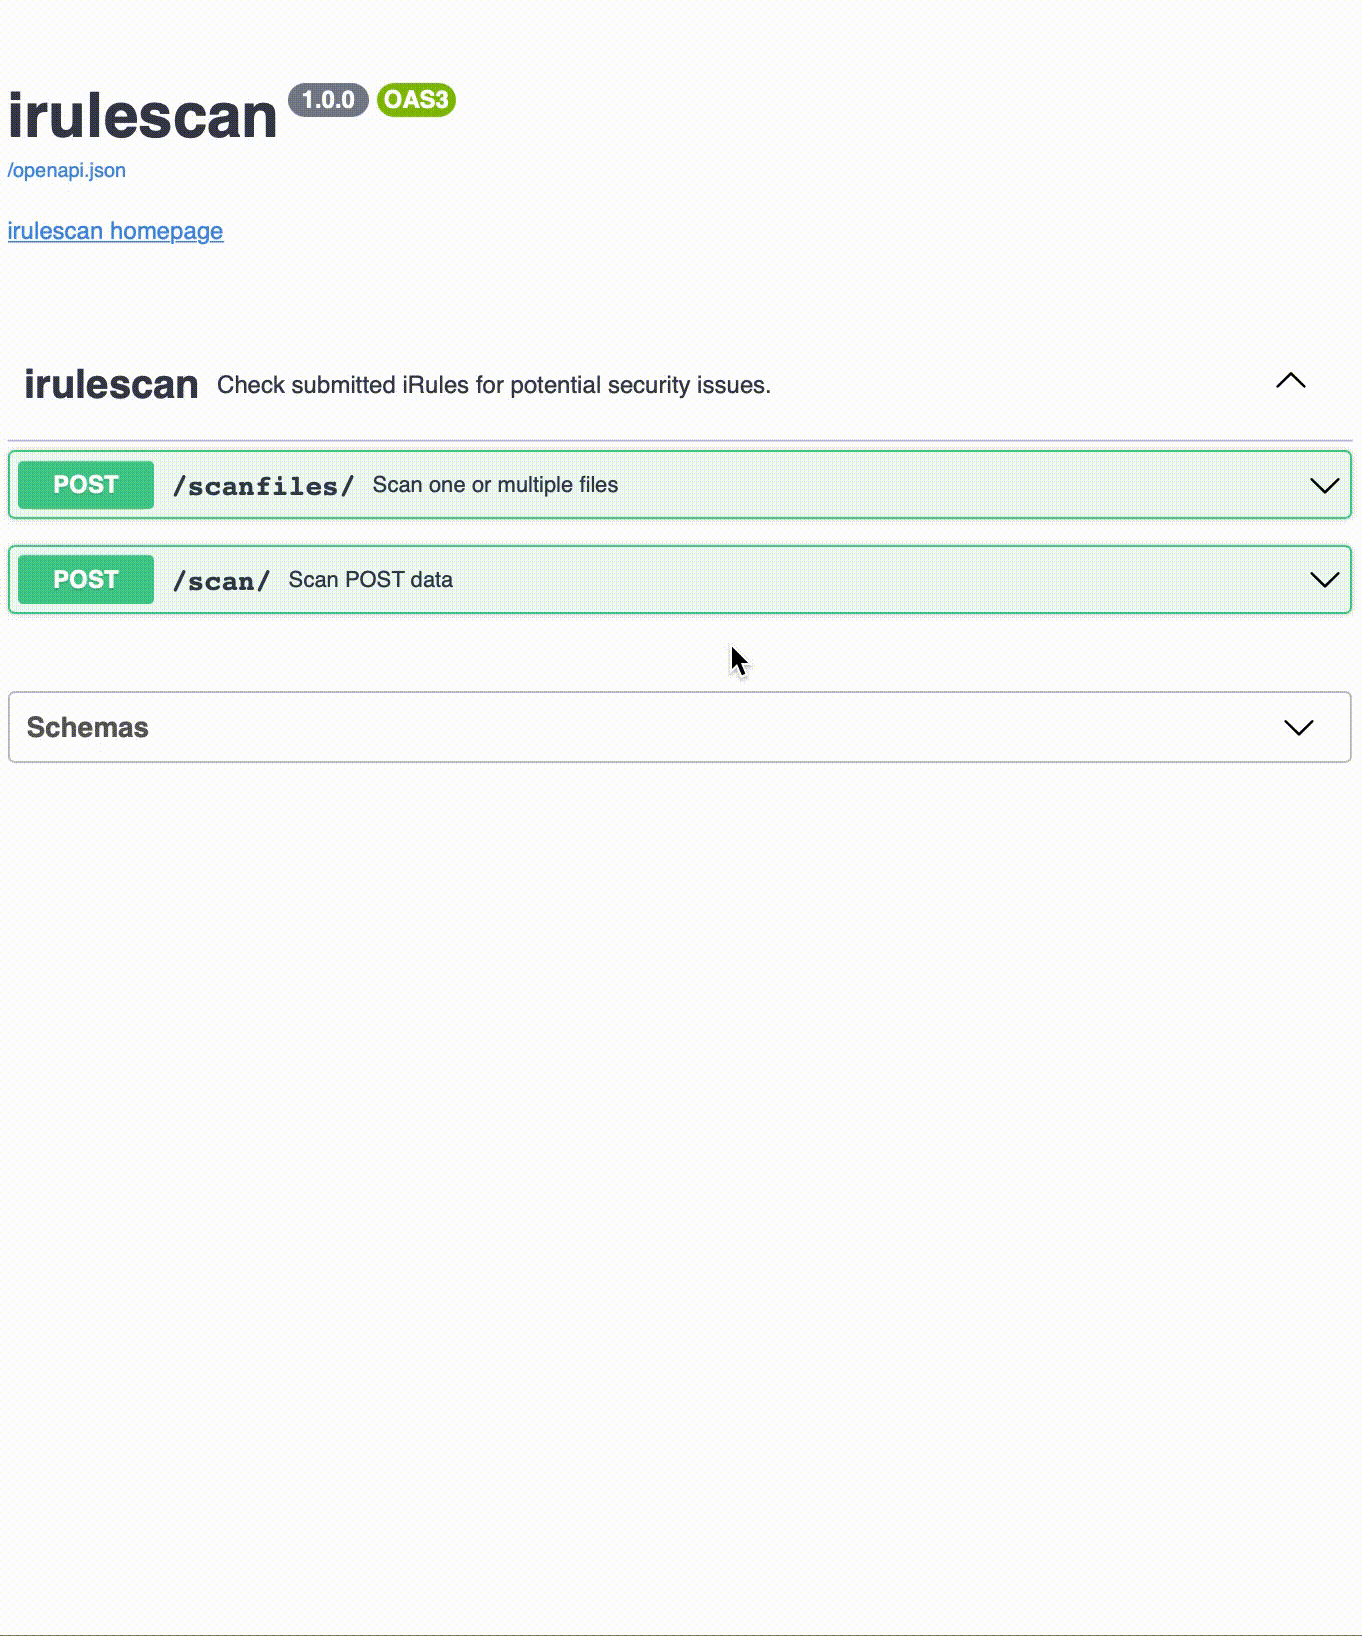 irulescan 1.0.0 OAS3
/openapi.json
irulescan homepage
irulescan Check submitted iRules for potential security issues.
POST /scanfiles/ Scan one or multiple files
POST /scan/ Scan POST data
Schemas